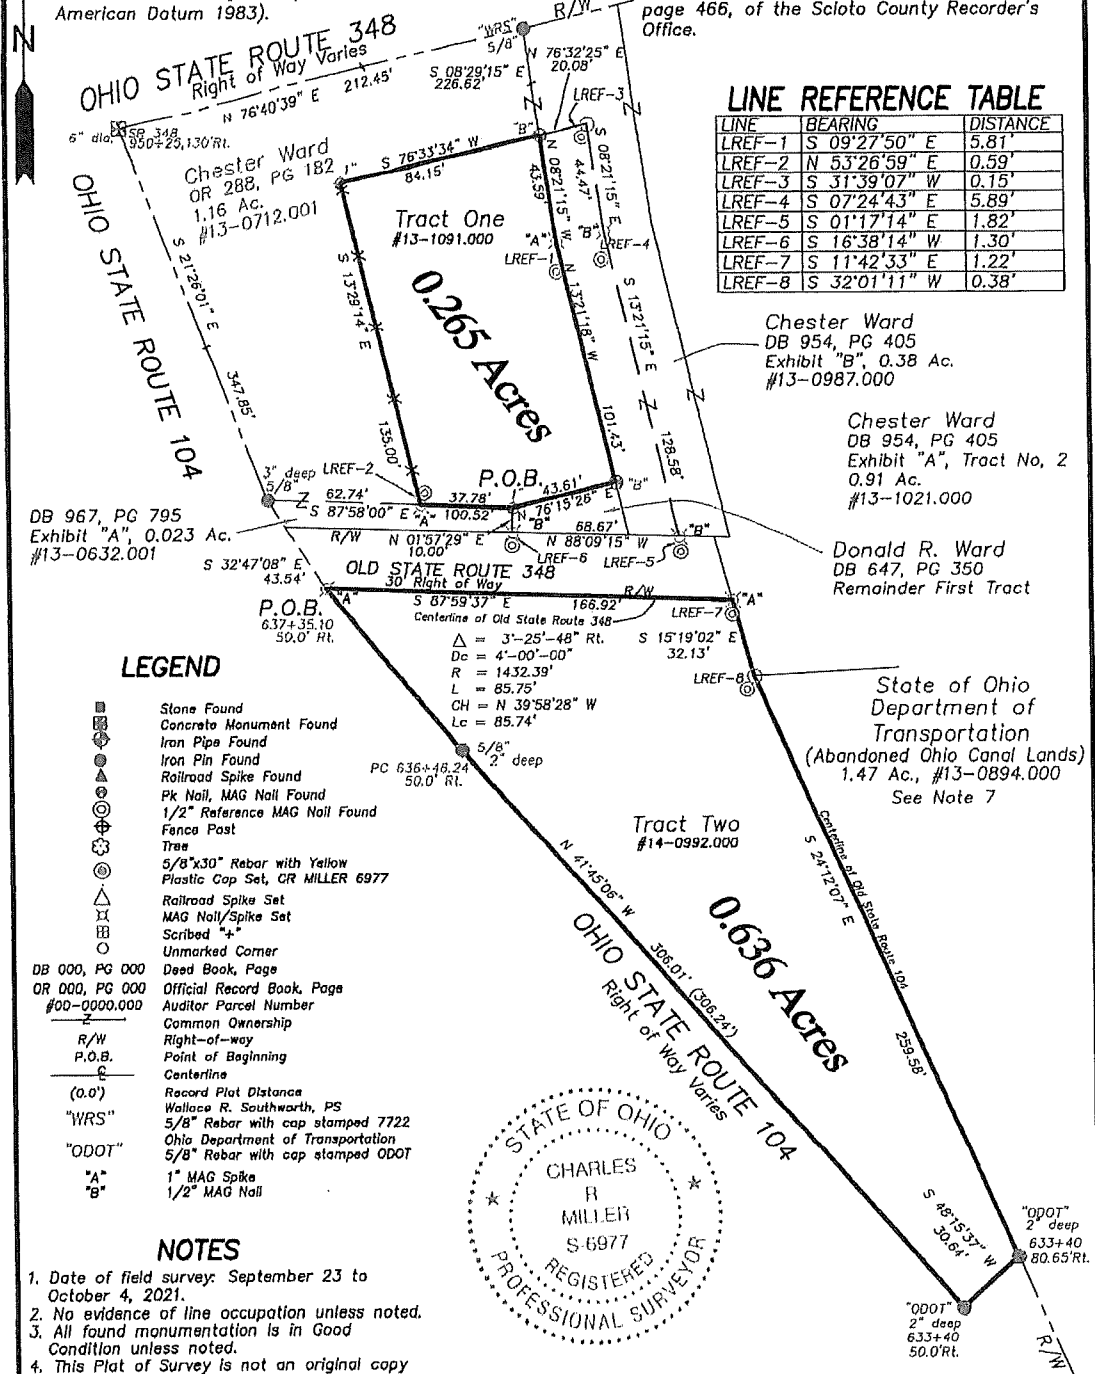 American Datum 1983).
page 466, of the Scioto County Recorder's
Office.
N
R/W
"WRS"
5/8"
OHIO STATE ROUTE 348
Right of Way Varies
N 76°40'39" E 212.45'
S 08°29'15" E
226.62'
N 76°32'25" E
20.08'
LREF-3
6" dia.
SR 348
950+25,130'Rt.
Chester Ward
OR 288, PG 182
1.16 Ac.
#13-0712.001
1"
S 76°33'34" W
84.15'
"B"
N 08°21'15" W
43.59'
44.47'
S 08°21'15" E
Tract One
#13-1091.000
"A"
"B"
LREF-1
LREF-4
0.265 Acres
S 13°29'14" E
135.00'
N 13°21'18" W
101.43'
S 13°21'15" E
128.58'
Z
Z
Z
OHIO STATE ROUTE 104
S 21°26'01" E
347.85'
LINE REFERENCE TABLE
LINE BEARING DISTANCE
LREF-1 S 09°27'50" E 5.81'
LREF-2 N 53°26'59" E 0.59'
LREF-3 S 31°39'07" W 0.15'
LREF-4 S 07°24'43" E 5.89'
LREF-5 S 01°17'14" E 1.82'
LREF-6 S 16°38'14" W 1.30'
LREF-7 S 11°42'33" E 1.22'
LREF-8 S 32°01'11" W 0.38'
Chester Ward
DB 954, PG 405
Exhibit "B", 0.38 Ac.
#13-0987.000
Chester Ward
DB 954, PG 405
Exhibit "A", Tract No, 2
0.91 Ac.
#13-1021.000
Donald R. Ward
DB 647, PG 350
Remainder First Tract
3" deep
5/8"
LREF-2
P.O.B.
Z
62.74'
S 87°58'00" E
"A"
37.78'
100.52'
43.61'
N 76°15'26" E
"B"
"B"
DB 967, PG 795
Exhibit "A", 0.023 Ac.
#13-0632.001
R/W
N 01°57'29" E
10.00'
LREF-6
68.67'
N 88°09'15" W
LREF-5
"B"
S 32°47'08" E
43.54'
OLD STATE ROUTE 348
30' Right of Way
R/W
"A"
S 87°59'37" E 166.92'
Centerline of Old State Route 348
"A"
LREF-7
P.O.B.
637+35.10
50.0' Rt.
Δ = 3°-25'-48" Rt.
Dc = 4°-00'-00"
R = 1432.39'
L = 85.75'
CH = N 39°58'28" W
Lc = 85.74'
S 15°19'02" E
32.13'
LREF-8
5/8"
2" deep
PC 636+46.24
50.0' Rt.
State of Ohio
Department of
Transportation
(Abandoned Ohio Canal Lands)
1.47 Ac., #13-0894.000
See Note 7
Tract Two
#14-0992.000
0.636 Acres
N 41°45'06" W
306.01' (306.24')
OHIO STATE ROUTE 104
Right of Way Varies
Centerline of Old State Route 104
S 24°12'07" E
259.58'
S 48°15'37" W
30.64'
"ODOT"
2" deep
633+40
80.65'Rt.
"ODOT"
2" deep
633+40
50.0'Rt.
R/W
LEGEND
Stone Found
Concrete Monument Found
Iron Pipe Found
Iron Pin Found
Railroad Spike Found
Pk Nail, MAG Nail Found
1/2" Reference MAG Nail Found
Fence Post
Tree
5/8"x30" Rebar with Yellow
Plastic Cap Set, CR MILLER 6977
Railroad Spike Set
MAG Nail/Spike Set
Scribed "+"
Unmarked Corner
DB 000, PG 000 Deed Book, Page
OR 000, PG 000 Official Record Book, Page
#00-0000.000 Auditor Parcel Number
Z Common Ownership
R/W Right-of-way
P.O.B. Point of Beginning
Centerline
(0.0') Record Plat Distance
"WRS" Wallace R. Southworth, PS
5/8" Rebar with cap stamped 7722
"ODOT" Ohio Department of Transportation
5/8" Rebar with cap stamped ODOT
"A" 1" MAG Spike
"B" 1/2" MAG Nail
STATE OF OHIO
CHARLES
R
MILLER
S-6977
REGISTERED
PROFESSIONAL SURVEYOR
NOTES
1. Date of field survey: September 23 to
October 4, 2021.
2. No evidence of line occupation unless noted.
3. All found monumentation is in Good
Condition unless noted.
4. This Plat of Survey is not an original copy